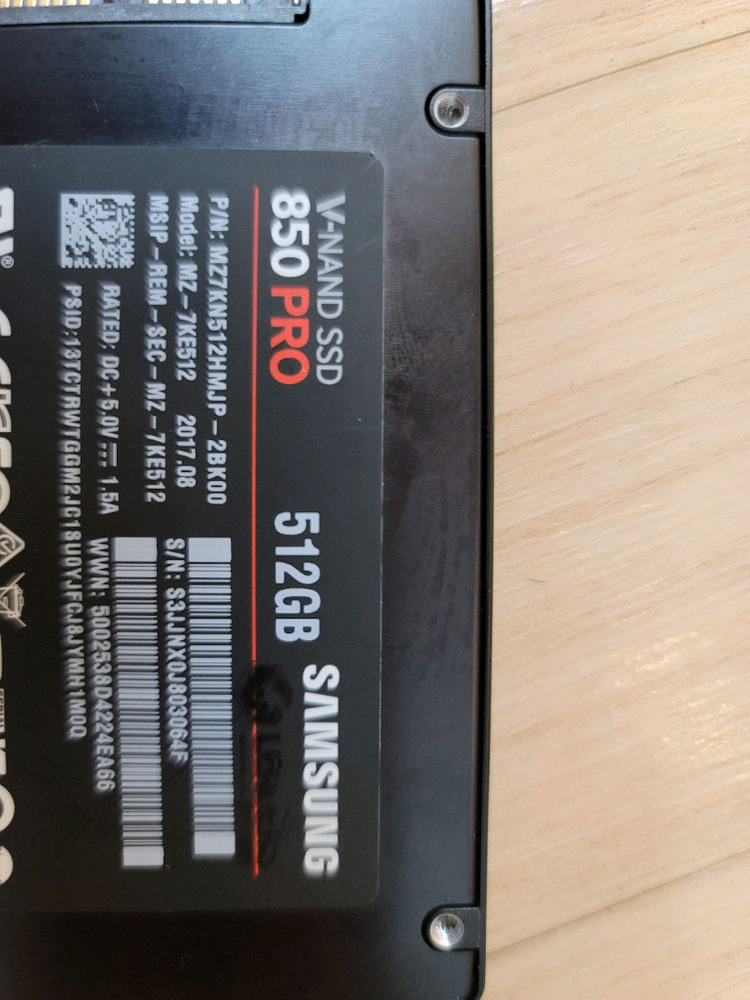 V-NAND SSD
850 PRO 512GB SAMSUNG
P/N: MZ7KN512HMJP-2BK00
Model: MZ-7KE512 2017.08
MSIP-REM-SEC-MZ-7KE512
S/N: S3JJNX0J803064F
RATED: DC+5.0V⎓ 1.5A
WWN: 5002538D4224EA66
PSID:13TCTRWTGGM2JC1SU0YJFCJ8JYMH1M0Q